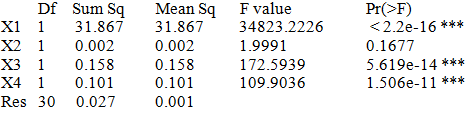 Df Sum Sq Mean Sq F value Pr(>F)
X1 1 31.867 31.867 34823.2226 <2.2e-16 ***
X2 1 0.002 0.002 1.9991 0.1677
X3 1 0.158 0.158 172.5939 5.619e-14 ***
X4 1 0.101 0.101 109.9036 1.506e-11 ***
Res 30 0.027 0.001